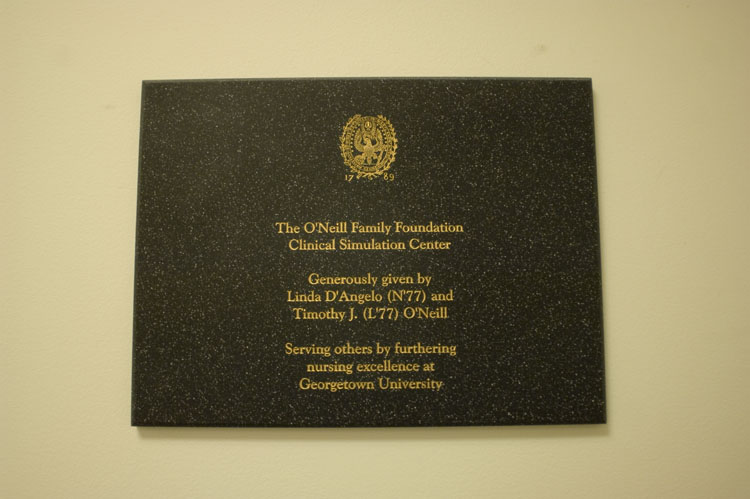 17 89
The O'Neill Family Foundation
Clinical Simulation Center
Generously given by
Linda D'Angelo (N'77) and
Timothy J. (L'77) O'Neill
Serving others by furthering
nursing excellence at
Georgetown University